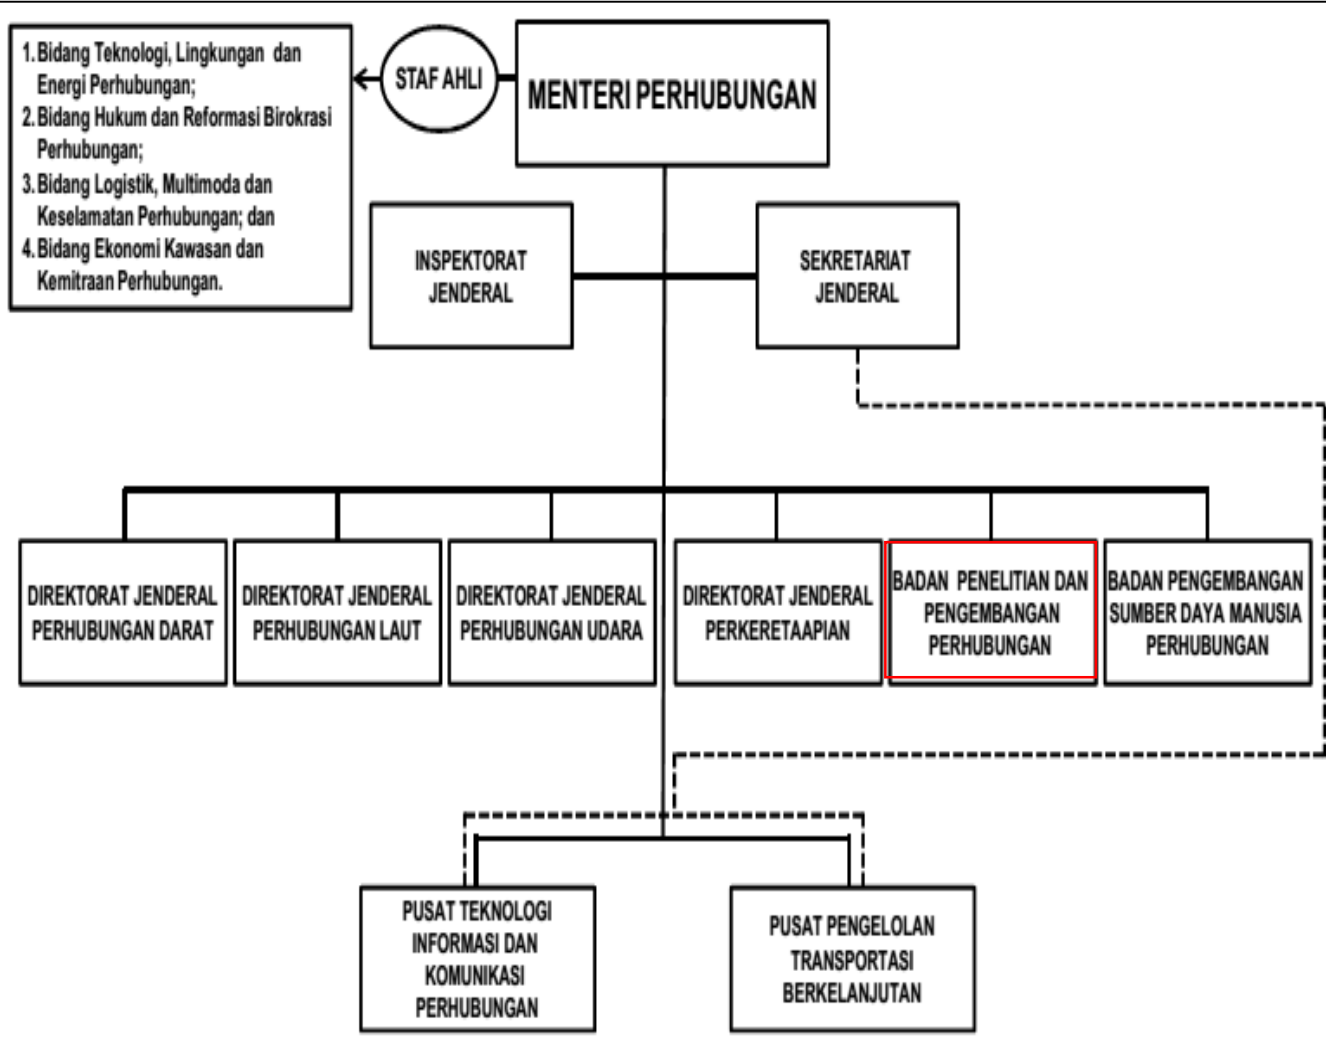 1. Bidang Teknologi, Lingkungan dan
Energi Perhubungan;
2. Bidang Hukum dan Reformasi Birokrasi
Perhubungan;
3. Bidang Logistik, Multimoda dan
Keselamatan Perhubungan; dan
4. Bidang Ekonomi Kawasan dan
Kemitraan Perhubungan.
STAF AHLI
MENTERI PERHUBUNGAN
INSPEKTORAT
JENDERAL
SEKRETARIAT
JENDERAL
DIREKTORAT JENDERAL
PERHUBUNGAN DARAT
DIREKTORAT JENDERAL
PERHUBUNGAN LAUT
DIREKTORAT JENDERAL
PERHUBUNGAN UDARA
DIREKTORAT JENDERAL
PERKERETAAPIAN
BADAN PENELITIAN DAN
PENGEMBANGAN
PERHUBUNGAN
BADAN PENGEMBANGAN
SUMBER DAYA MANUSIA
PERHUBUNGAN
PUSAT TEKNOLOGI
INFORMASI DAN
KOMUNIKASI
PERHUBUNGAN
PUSAT PENGELOLAN
TRANSPORTASI
BERKELANJUTAN